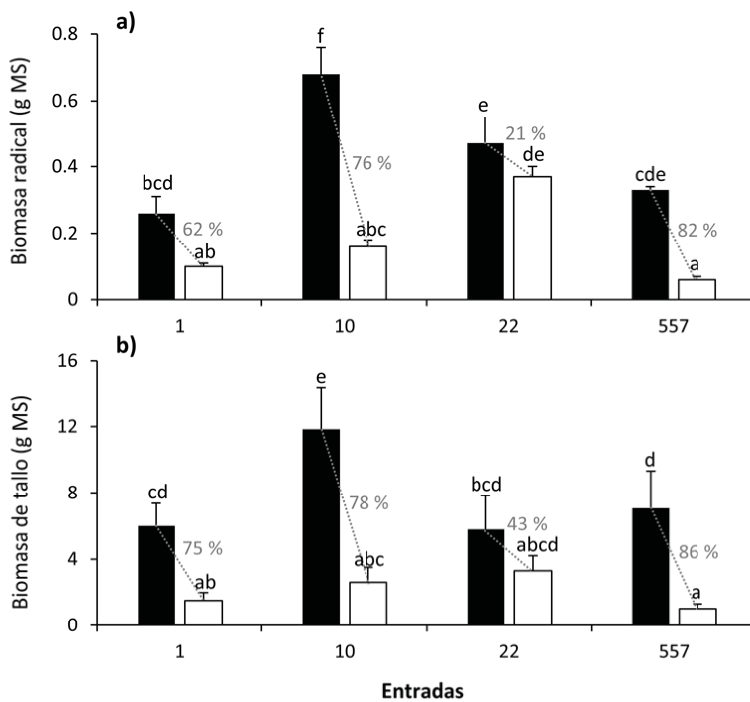 a)
Biomasa radical (g MS)
0.8
0.6
0.4
0.2
0
bcd
62 %
ab
f
76 %
abc
e
21 %
de
cde
82 %
a
1
10
22
557
b)
Biomasa de tallo (g MS)
16
12
8
4
0
cd
75 %
ab
e
78 %
abc
bcd
43 %
abcd
d
86 %
a
1
10
22
557
Entradas